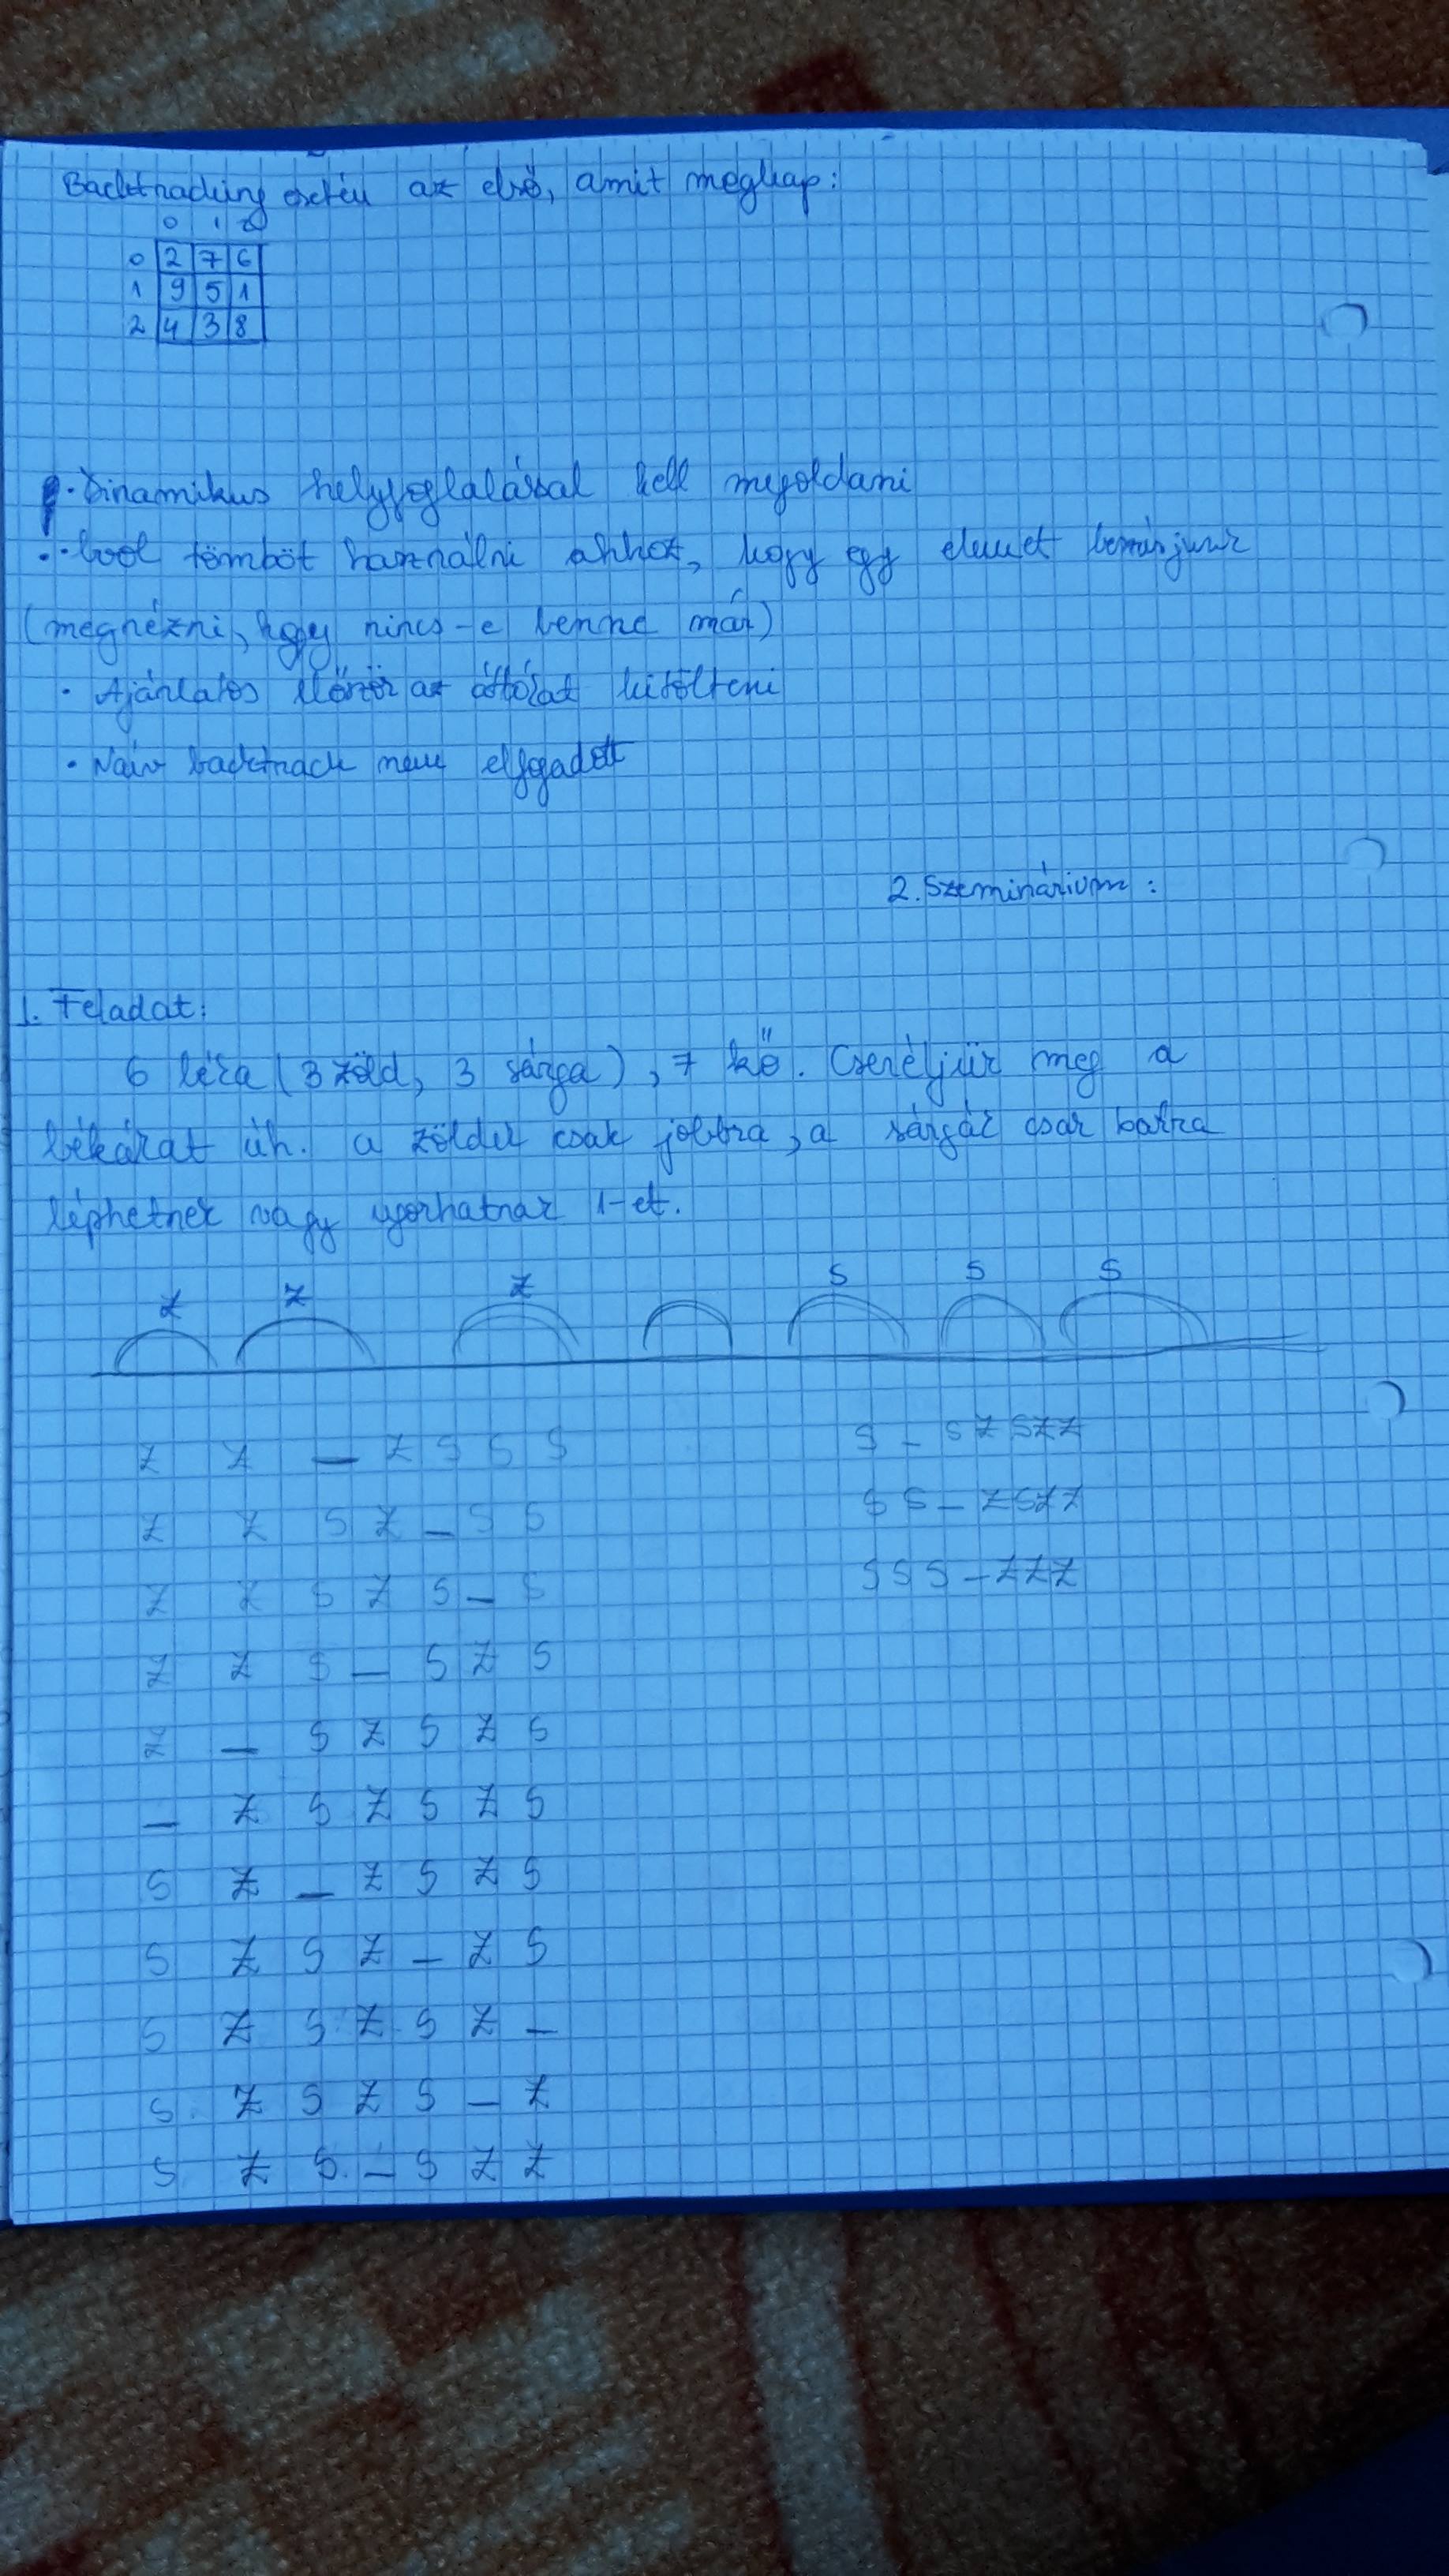 Backtracking esetén az első, amit megkap:
0 1 2
0 2 7 6
1 9 5 1
2 4 3 8
· Dinamikus helyfoglalással kell megoldani
· bool tömböt használni ahhoz, hogy egy elemet berakjunk
(megnézni, hogy nincs-e benne már)
· Ajánlatos először az átlókat kitölteni
· Naiv backtrack nem elfogadott
2. Szeminárium:
1. Feladat:
6 béka (3 zöld, 3 sárga), 7 kő. Cseréljük meg a
békákat úh. a zöldek csak jobbra, a sárgák csak balra
léphetnek vagy ugorhatnak 1-et.
Z Z Z S S S
Z Z _ Z S S S
Z Z S Z _ S S
Z Z S Z S _ S
Z Z S _ S Z S
Z _ S Z S Z S
_ Z S Z S Z S
S Z _ Z S Z S
S Z S Z _ Z S
S Z S Z S Z _
S Z S Z S _ Z
S Z S _ S Z Z
S _ S Z S Z Z
S S _ Z S Z Z
S S S _ Z Z Z